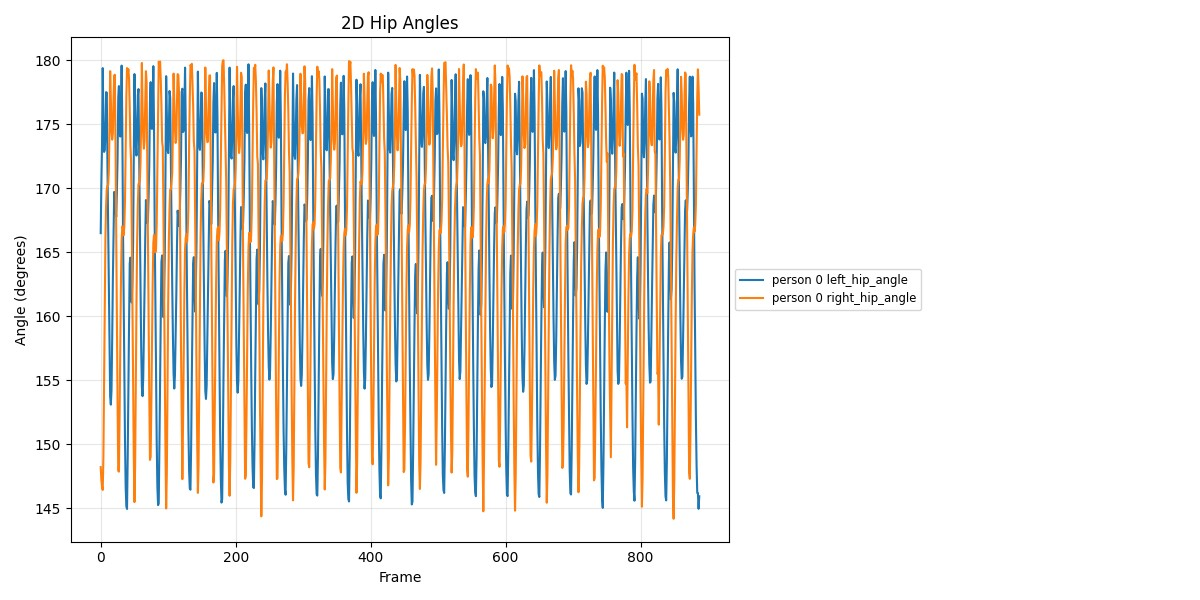 2D Hip Angles
Angle (degrees)
180
175
170
165
160
155
150
145
0 200 400 600 800
Frame
person 0 left_hip_angle
person 0 right_hip_angle